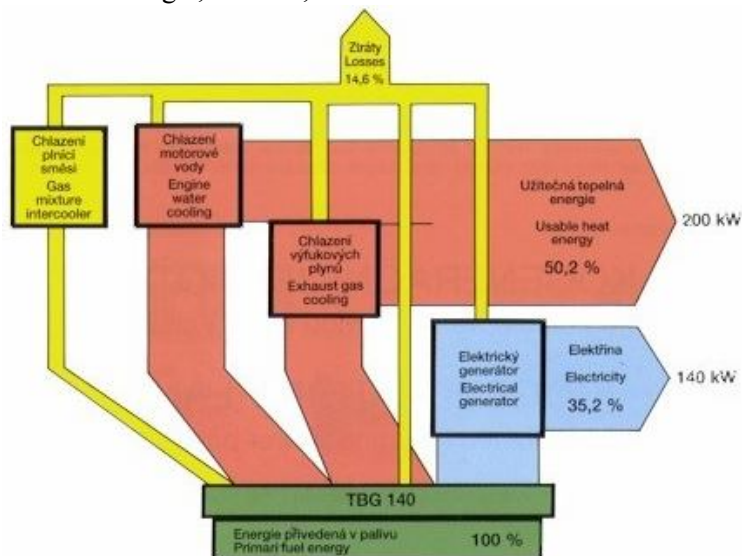 Ztráty
Losses
14,6 %
Chlazení
plnicí
směsi
Gas
mixture
intercooler
Chlazení
motorové
vody
Engine
water
cooling
Užitečná tepelná
energie
Usable heat
energy
50,2 %
200 kW
Chlazení
výfukových
plynů
Exhaust gas
cooling
Elektrický
generátor
Electrical
generator
Elektřina
Electricity
35,2 %
140 kW
TBG 140
Energie přivedená v palivu
Primari fuel energy
100 %